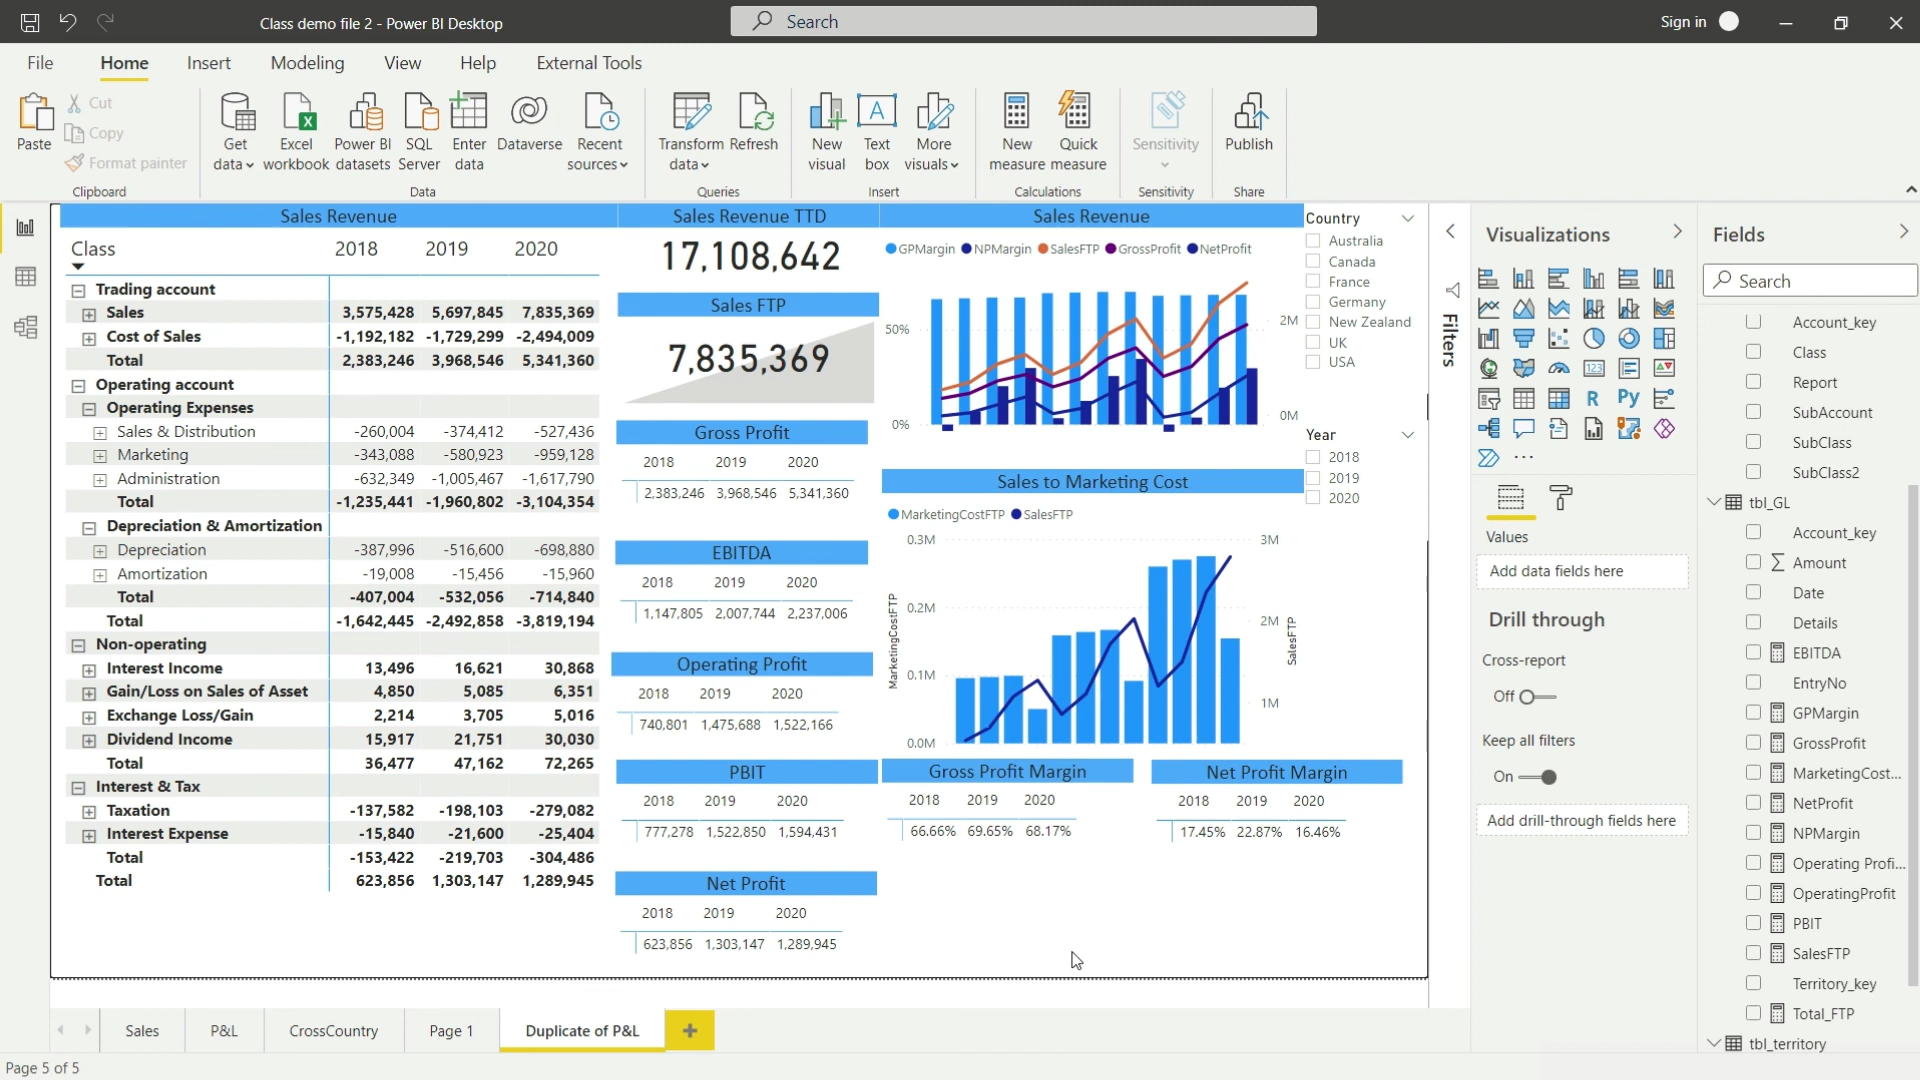 Class demo file 2 - Power BI Desktop
Search
Sign in
File Home Insert Modeling View Help External Tools
Paste
Cut
Copy
Format painter
Clipboard
Get data
Excel workbook
Power BI datasets
SQL Server
Enter data
Dataverse
Recent sources
Data
Transform data
Refresh
Queries
New visual
Text box
A
More visuals
Insert
New measure
Quick measure
Calculations
Sensitivity
Sensitivity
Publish
Share
Sales Revenue
Class 2018 2019 2020
Trading account
Sales 3,575,428 5,697,845 7,835,369
Cost of Sales -1,192,182 -1,729,299 -2,494,009
Total 2,383,246 3,968,546 5,341,360
Operating account
Operating Expenses
Sales & Distribution -260,004 -374,412 -527,436
Marketing -343,088 -580,923 -959,128
Administration -632,349 -1,005,467 -1,617,790
Total -1,235,441 -1,960,802 -3,104,354
Depreciation & Amortization
Depreciation -387,996 -516,600 -698,880
Amortization -19,008 -15,456 -15,960
Total -407,004 -532,056 -714,840
Total -1,642,445 -2,492,858 -3,819,194
Non-operating
Interest Income 13,496 16,621 30,868
Gain/Loss on Sales of Asset 4,850 5,085 6,351
Exchange Loss/Gain 2,214 3,705 5,016
Dividend Income 15,917 21,751 30,030
Total 36,477 47,162 72,265
Interest & Tax
Taxation -137,582 -198,103 -279,082
Interest Expense -15,840 -21,600 -25,404
Total -153,422 -219,703 -304,486
Total 623,856 1,303,147 1,289,945
Sales Revenue TTD
17,108,642
Sales FTP
7,835,369
Gross Profit
2018 2019 2020
2,383,246 3,968,546 5,341,360
EBITDA
2018 2019 2020
1,147,805 2,007,744 2,237,006
Operating Profit
2018 2019 2020
740,801 1,475,688 1,522,166
PBIT
2018 2019 2020
777,278 1,522,850 1,594,431
Net Profit
2018 2019 2020
623,856 1,303,147 1,289,945
Sales Revenue
GPMargin NPMargin SalesFTP GrossProfit NetProfit
50%
0%
2M
0M
Sales to Marketing Cost
MarketingCostFTP SalesFTP
0.3M
0.2M
0.1M
0.0M
MarketingCostFTP
3M
2M
1M
SalesFTP
Gross Profit Margin
2018 2019 2020
66.66% 69.65% 68.17%
Net Profit Margin
2018 2019 2020
17.45% 22.87% 16.46%
Country
Australia
Canada
France
Germany
New Zealand
UK
USA
Year
2018
2019
2020
Filters
Visualizations
123
R
Py
...
Values
Add data fields here
Drill through
Cross-report
Off
Keep all filters
On
Add drill-through fields here
Fields
Search
Account_key
Class
Report
SubAccount
SubClass
SubClass2
tbl_GL
Account_key
Σ Amount
Date
Details
EBITDA
EntryNo
GPMargin
GrossProfit
MarketingCost...
NetProfit
NPMargin
Operating Profi...
OperatingProfit
PBIT
SalesFTP
Territory_key
Total_FTP
tbl_territory
Sales P&L CrossCountry Page 1 Duplicate of P&L
Page 5 of 5